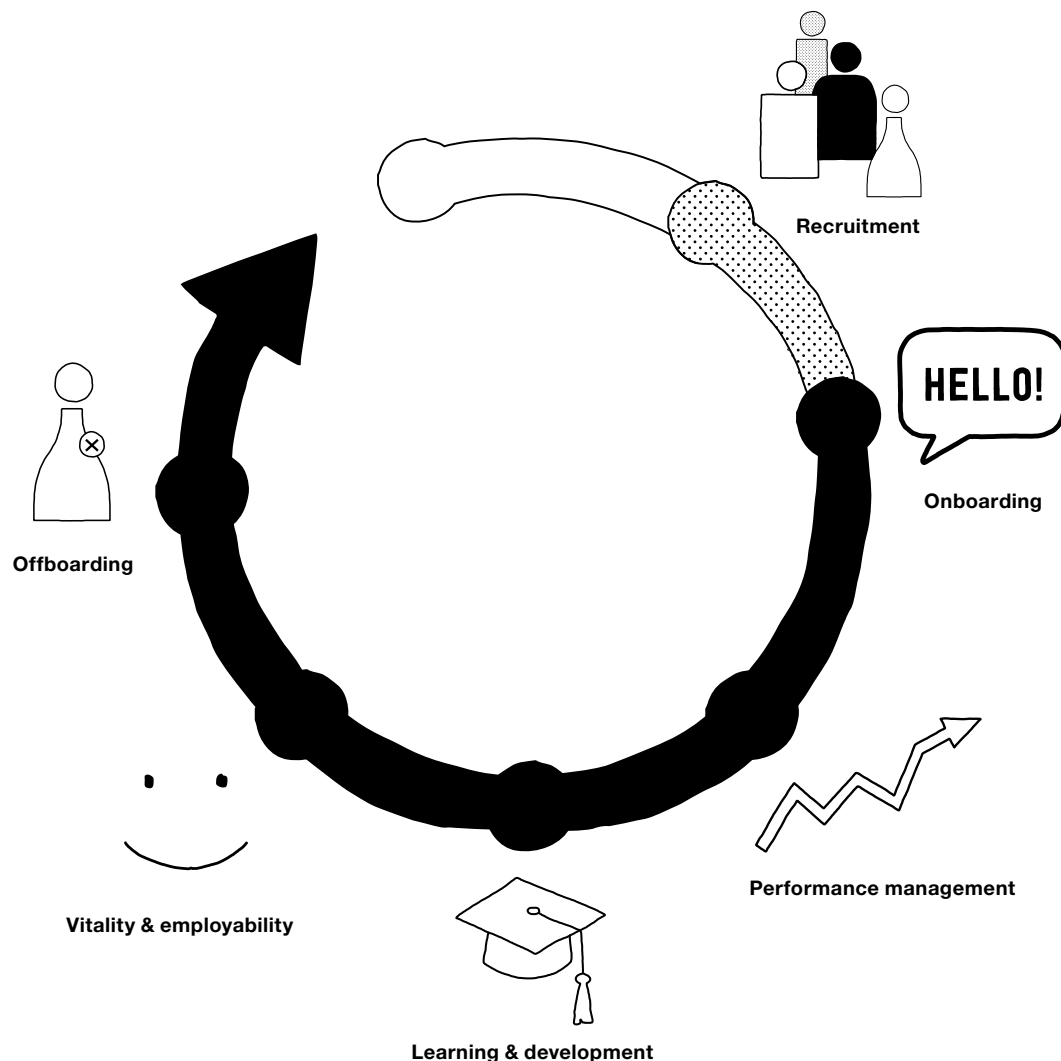 Recruitment
HELLO!
Onboarding
Performance management
Learning & development
Vitality & employability
Offboarding